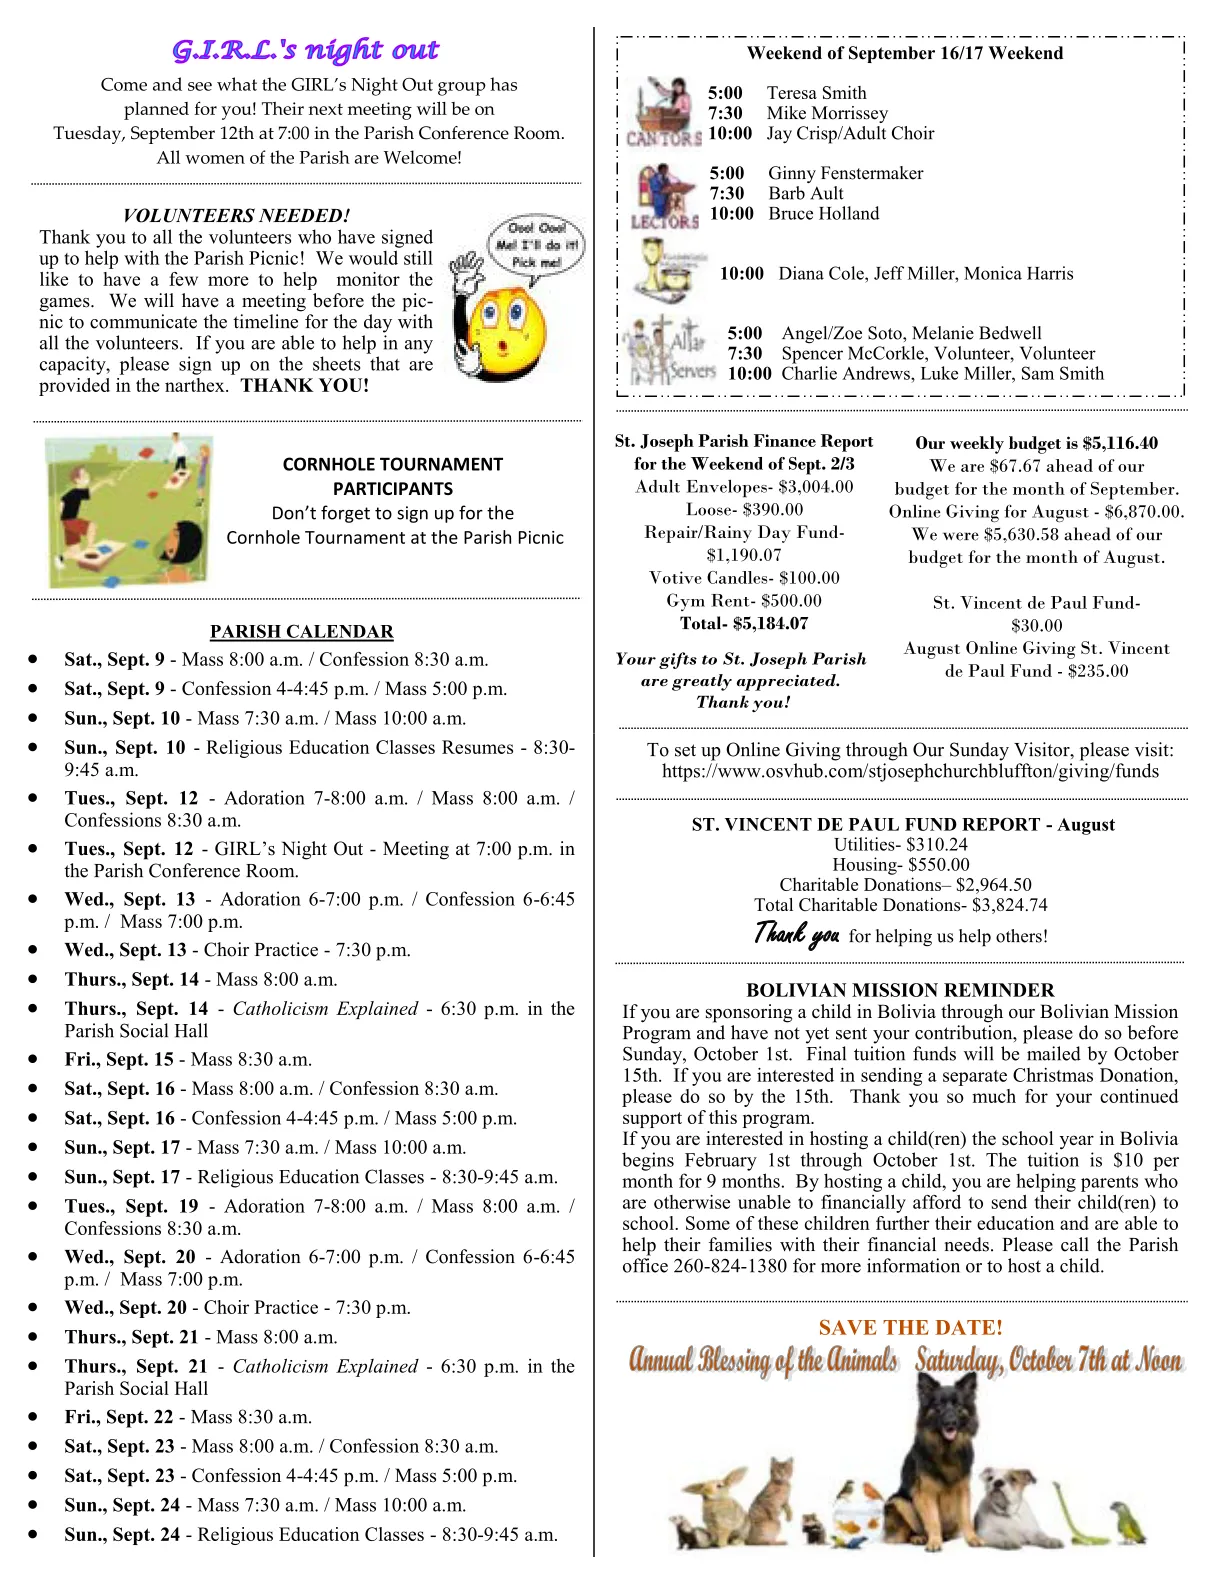 G.I.R.L.'s night out
Come and see what the GIRL's Night Out group has
planned for you! Their next meeting will be on
Tuesday, September 12th at 7:00 in the Parish Conference Room.
All women of the Parish are Welcome!
VOLUNTEERS NEEDED!
Thank you to all the volunteers who have signed
up to help with the Parish Picnic! We would still
like to have a few more to help monitor the
games. We will have a meeting before the pic-
nic to communicate the timeline for the day with
all the volunteers. If you are able to help in any
capacity, please sign up on the sheets that are
provided in the narthex. THANK YOU!
Ooo! Ooo!
Me! I'll do it!
Pick me!
CORNHOLE TOURNAMENT
PARTICIPANTS
Don't forget to sign up for the
Cornhole Tournament at the Parish Picnic
PARISH CALENDAR
• Sat., Sept. 9 - Mass 8:00 a.m. / Confession 8:30 a.m.
• Sat., Sept. 9 - Confession 4-4:45 p.m. / Mass 5:00 p.m.
• Sun., Sept. 10 - Mass 7:30 a.m. / Mass 10:00 a.m.
• Sun., Sept. 10 - Religious Education Classes Resumes - 8:30-
9:45 a.m.
• Tues., Sept. 12 - Adoration 7-8:00 a.m. / Mass 8:00 a.m. /
Confessions 8:30 a.m.
• Tues., Sept. 12 - GIRL's Night Out - Meeting at 7:00 p.m. in
the Parish Conference Room.
• Wed., Sept. 13 - Adoration 6-7:00 p.m. / Confession 6-6:45
p.m. / Mass 7:00 p.m.
• Wed., Sept. 13 - Choir Practice - 7:30 p.m.
• Thurs., Sept. 14 - Mass 8:00 a.m.
• Thurs., Sept. 14 - Catholicism Explained - 6:30 p.m. in the
Parish Social Hall
• Fri., Sept. 15 - Mass 8:30 a.m.
• Sat., Sept. 16 - Mass 8:00 a.m. / Confession 8:30 a.m.
• Sat., Sept. 16 - Confession 4-4:45 p.m. / Mass 5:00 p.m.
• Sun., Sept. 17 - Mass 7:30 a.m. / Mass 10:00 a.m.
• Sun., Sept. 17 - Religious Education Classes - 8:30-9:45 a.m.
• Tues., Sept. 19 - Adoration 7-8:00 a.m. / Mass 8:00 a.m. /
Confessions 8:30 a.m.
• Wed., Sept. 20 - Adoration 6-7:00 p.m. / Confession 6-6:45
p.m. / Mass 7:00 p.m.
• Wed., Sept. 20 - Choir Practice - 7:30 p.m.
• Thurs., Sept. 21 - Mass 8:00 a.m.
• Thurs., Sept. 21 - Catholicism Explained - 6:30 p.m. in the
Parish Social Hall
• Fri., Sept. 22 - Mass 8:30 a.m.
• Sat., Sept. 23 - Mass 8:00 a.m. / Confession 8:30 a.m.
• Sat., Sept. 23 - Confession 4-4:45 p.m. / Mass 5:00 p.m.
• Sun., Sept. 24 - Mass 7:30 a.m. / Mass 10:00 a.m.
• Sun., Sept. 24 - Religious Education Classes - 8:30-9:45 a.m.
Weekend of September 16/17 Weekend
CANTORS
5:00 Teresa Smith
7:30 Mike Morrissey
10:00 Jay Crisp/Adult Choir
LECTORS
5:00 Ginny Fenstermaker
7:30 Barb Ault
10:00 Bruce Holland
10:00 Diana Cole, Jeff Miller, Monica Harris
Altar
Servers
5:00 Angel/Zoe Soto, Melanie Bedwell
7:30 Spencer McCorkle, Volunteer, Volunteer
10:00 Charlie Andrews, Luke Miller, Sam Smith
St. Joseph Parish Finance Report
for the Weekend of Sept. 2/3
Adult Envelopes- $3,004.00
Loose- $390.00
Repair/Rainy Day Fund-
$1,190.07
Votive Candles- $100.00
Gym Rent- $500.00
Total- $5,184.07
Your gifts to St. Joseph Parish
are greatly appreciated.
Thank you!
Our weekly budget is $5,116.40
We are $67.67 ahead of our
budget for the month of September.
Online Giving for August - $6,870.00.
We were $5,630.58 ahead of our
budget for the month of August.
St. Vincent de Paul Fund-
$30.00
August Online Giving St. Vincent
de Paul Fund - $235.00
To set up Online Giving through Our Sunday Visitor, please visit:
https://www.osvhub.com/stjosephchurchbluffton/giving/funds
ST. VINCENT DE PAUL FUND REPORT - August
Utilities- $310.24
Housing- $550.00
Charitable Donations– $2,964.50
Total Charitable Donations- $3,824.74
Thank you for helping us help others!
BOLIVIAN MISSION REMINDER
If you are sponsoring a child in Bolivia through our Bolivian Mission
Program and have not yet sent your contribution, please do so before
Sunday, October 1st. Final tuition funds will be mailed by October
15th. If you are interested in sending a separate Christmas Donation,
please do so by the 15th. Thank you so much for your continued
support of this program.
If you are interested in hosting a child(ren) the school year in Bolivia
begins February 1st through October 1st. The tuition is $10 per
month for 9 months. By hosting a child, you are helping parents who
are otherwise unable to financially afford to send their child(ren) to
school. Some of these children further their education and are able to
help their families with their financial needs. Please call the Parish
office 260-824-1380 for more information or to host a child.
SAVE THE DATE!
Annual Blessing of the Animals Saturday, October 7th at Noon